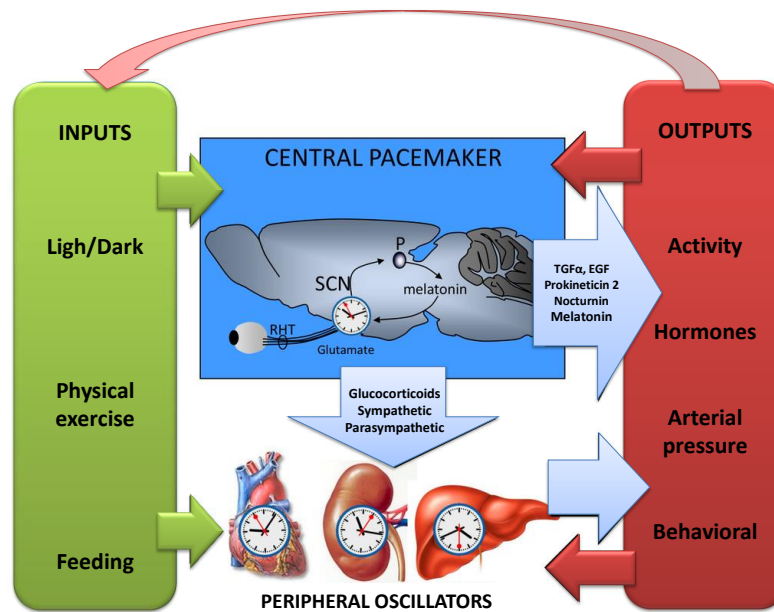 INPUTS
Ligh/Dark
Physical
exercise
Feeding
CENTRAL PACEMAKER
P
SCN
melatonin
RHT
Glutamate
TGFα, EGF
Prokineticin 2
Nocturnin
Melatonin
Glucocorticoids
Sympathetic
Parasympathetic
PERIPHERAL OSCILLATORS
OUTPUTS
Activity
Hormones
Arterial
pressure
Behavioral